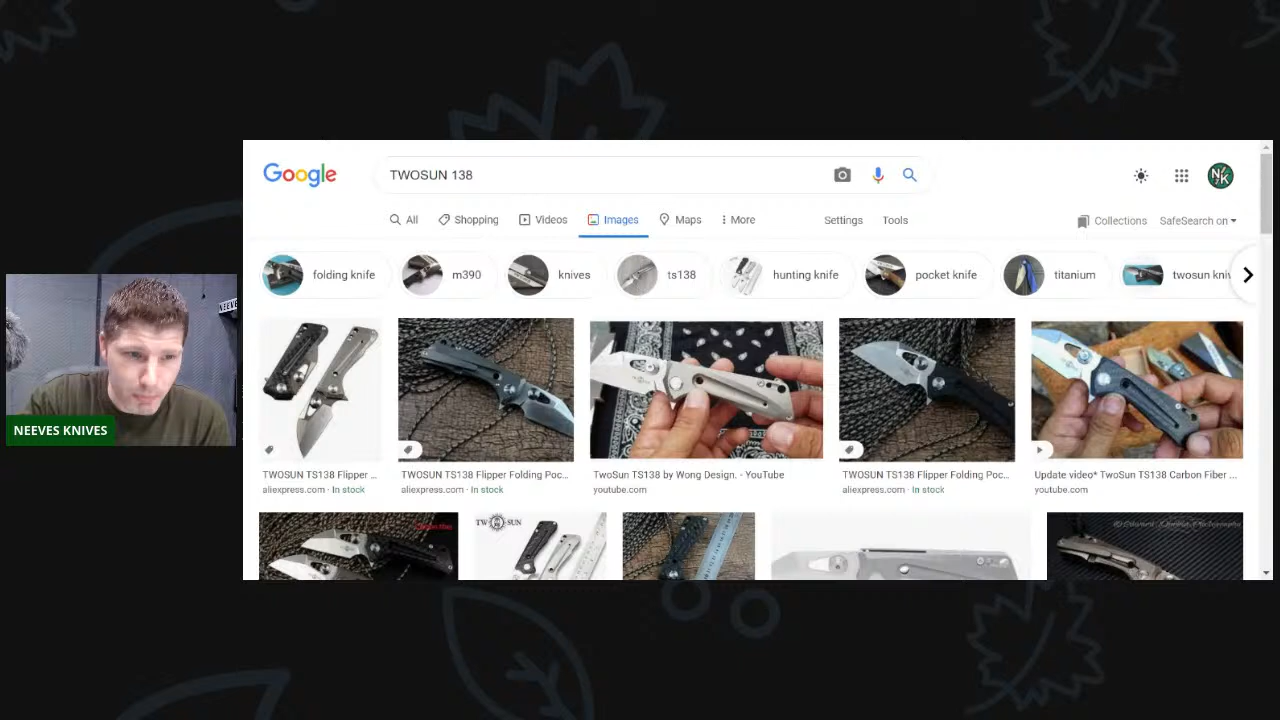 Google
TWOSUN 138
NK
All
Shopping
Videos
Images
Maps
More
Settings
Tools
Collections
SafeSearch on
folding knife
m390
knives
ts138
hunting knife
pocket knife
titanium
twosun kniv
TWOSUN TS138 Flipper ...
aliexpress.com · In stock
TWOSUN TS138 Flipper Folding Poc...
aliexpress.com · In stock
TwoSun TS138 by Wong Design. - YouTube
youtube.com
TWOSUN TS138 Flipper Folding Poc...
aliexpress.com · In stock
Update video* TwoSun TS138 Carbon Fiber ...
youtube.com
TWOSUN
NEEVE
NEEVES KNIVES